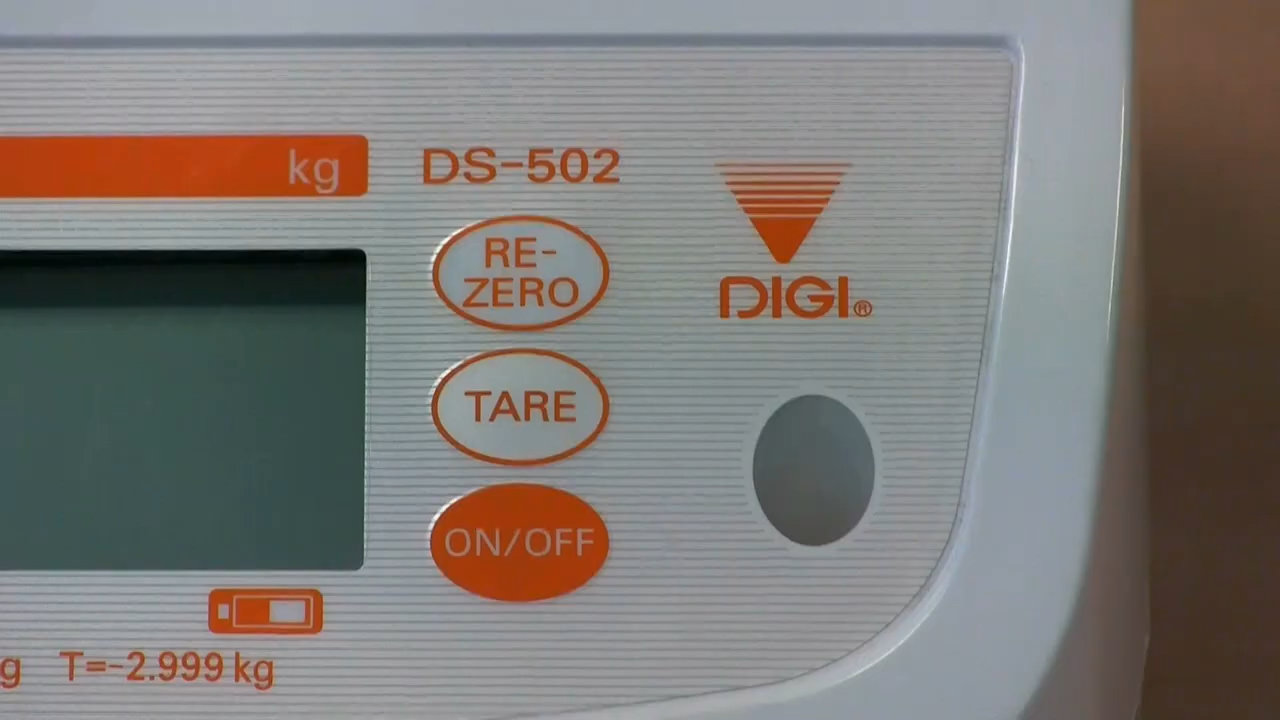 kg
DS-502
RE-
ZERO
DIGI®
TARE
ON/OFF
g T=-2.999 kg